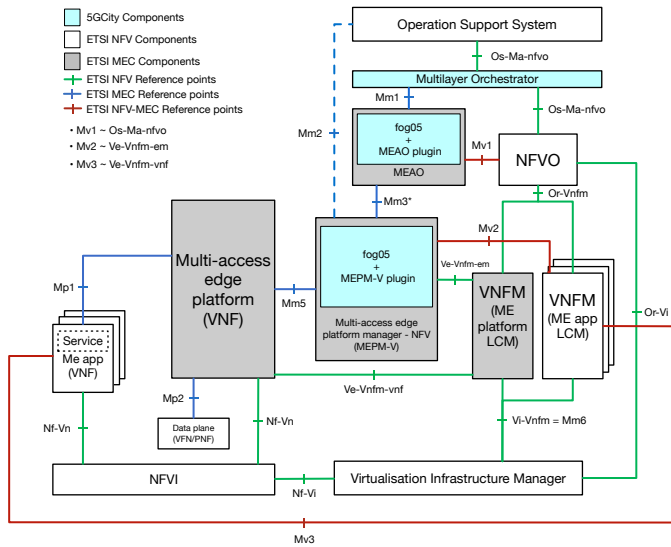 5GCity Components
ETSI NFV Components
ETSI MEC Components
ETSI NFV Reference points
ETSI MEC Reference points
ETSI NFV-MEC Reference points
• Mv1 ~ Os-Ma-nfvo
• Mv2 ~ Ve-Vnfm-em
• Mv3 ~ Ve-Vnfm-vnf
Operation Support System
Os-Ma-nfvo
Multilayer Orchestrator
Mm1
Os-Ma-nfvo
Mm2
fog05
+
MEAO plugin
MEAO
Mv1
NFVO
Mm3*
Or-Vnfm
Multi-access
edge
platform
(VNF)
Mp1
Mm5
fog05
+
MEPM-V plugin
Multi-access edge
platform manager - NFV
(MEPM-V)
Mv2
Ve-Vnfm-em
VNFM
(ME
platform
LCM)
VNFM
(ME app
LCM)
Or-Vi
Service
Me app
(VNF)
Ve-Vnfm-vnf
Mp2
Nf-Vn
Data plane
(VFN/PNF)
Nf-Vn
Vi-Vnfm = Mm6
NFVI
Nf-Vi
Virtualisation Infrastructure Manager
Mv3